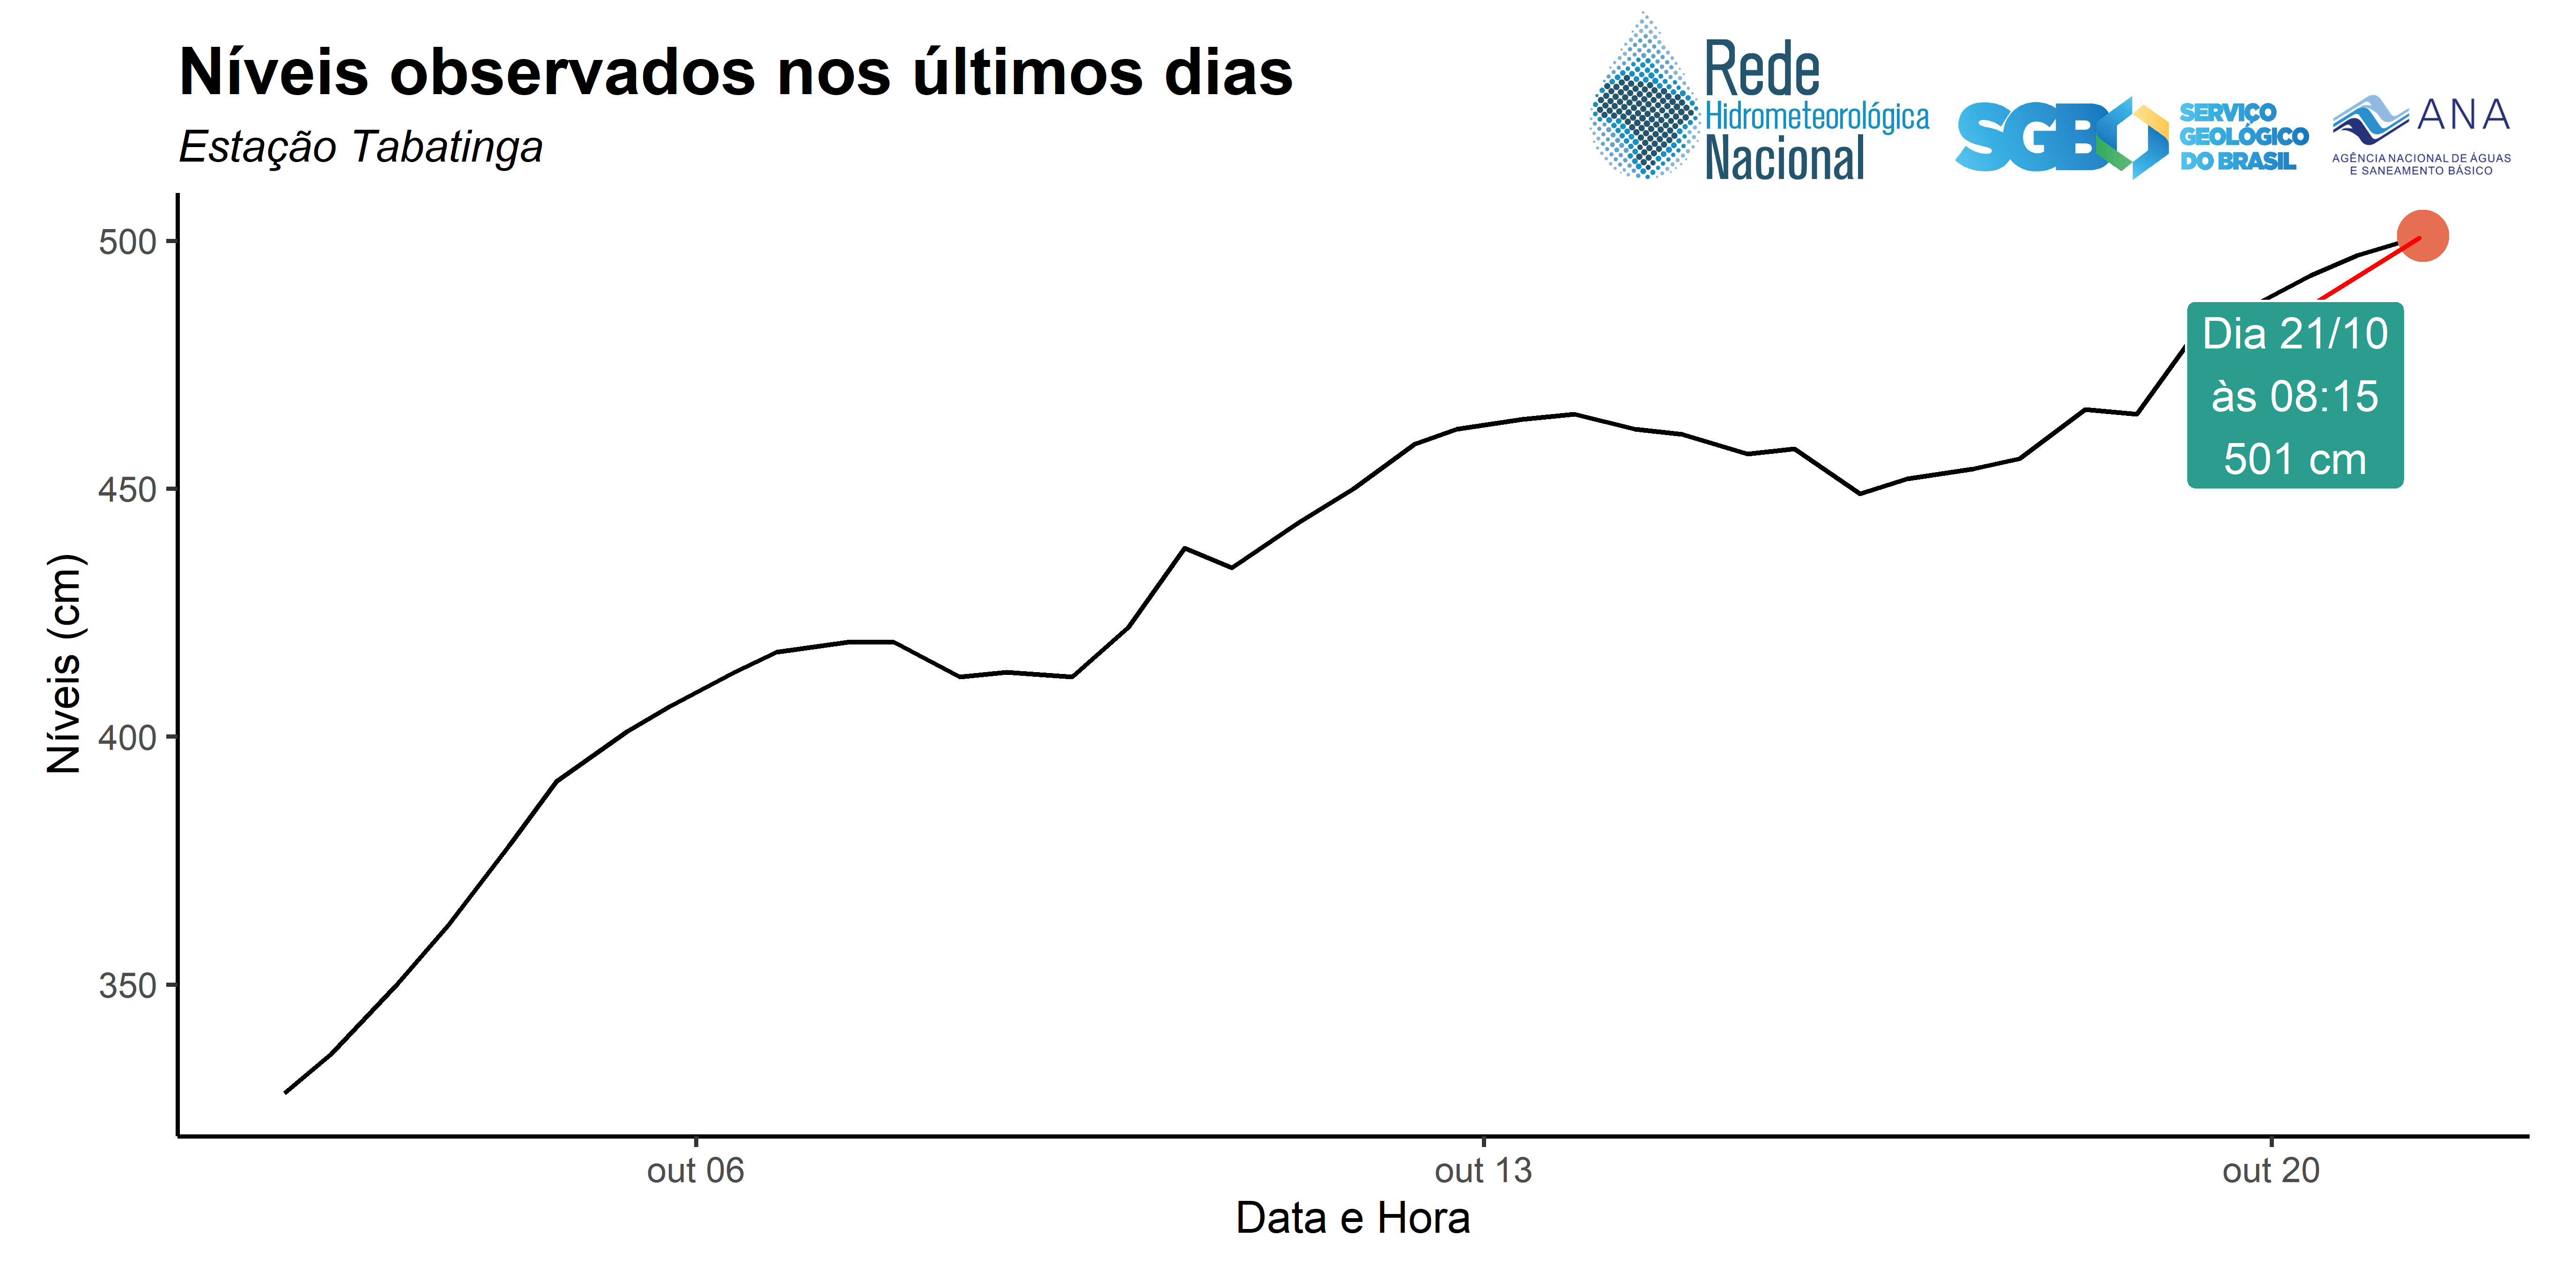 Níveis observados nos últimos dias
Estação Tabatinga
Rede
Hidrometeorológica
Nacional
SGB
SERVIÇO
GEOLÓGICO
DO BRASIL
ANA
AGÊNCIA NACIONAL DE ÁGUAS
E SANEAMENTO BÁSICO
500
450
400
350
Níveis (cm)
Dia 21/10
às 08:15
501 cm
out 06
out 13
out 20
Data e Hora